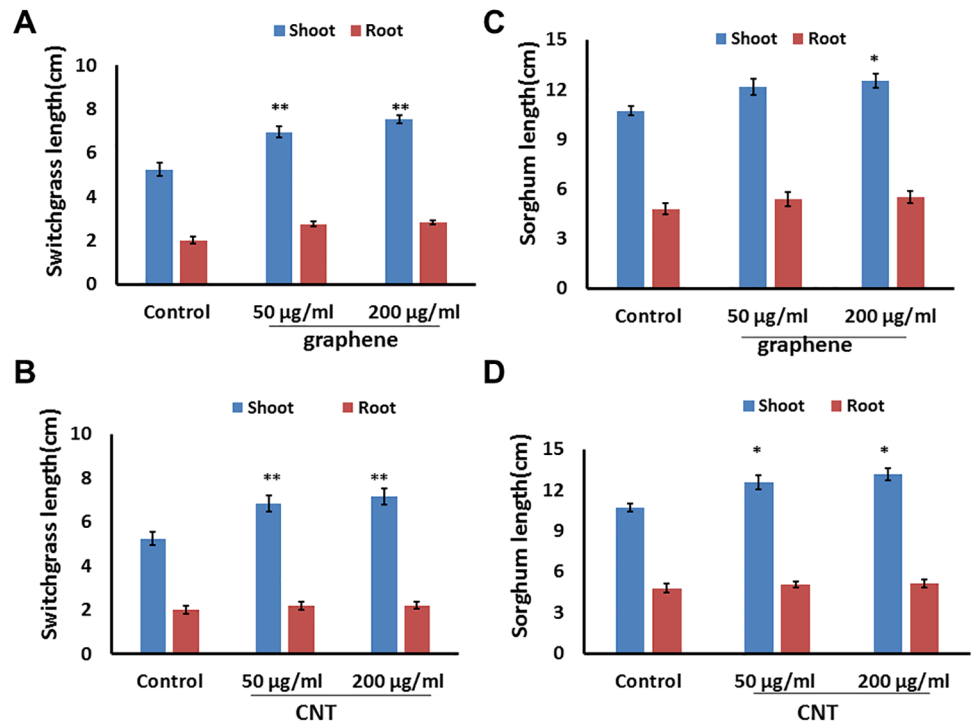 A
Shoot Root
Switchgrass length(cm)
10
8
6
4
2
0
** **
Control 50 µg/ml 200 µg/ml
graphene
B
Shoot Root
Switchgrass length(cm)
10
8
6
4
2
0
** **
Control 50 µg/ml 200 µg/ml
CNT
C
Shoot Root
Sorghum length(cm)
15
12
9
6
3
0
*
Control 50 µg/ml 200 µg/ml
graphene
D
Shoot Root
Sorghum length(cm)
15
12
9
6
3
0
* *
Control 50 µg/ml 200 µg/ml
CNT